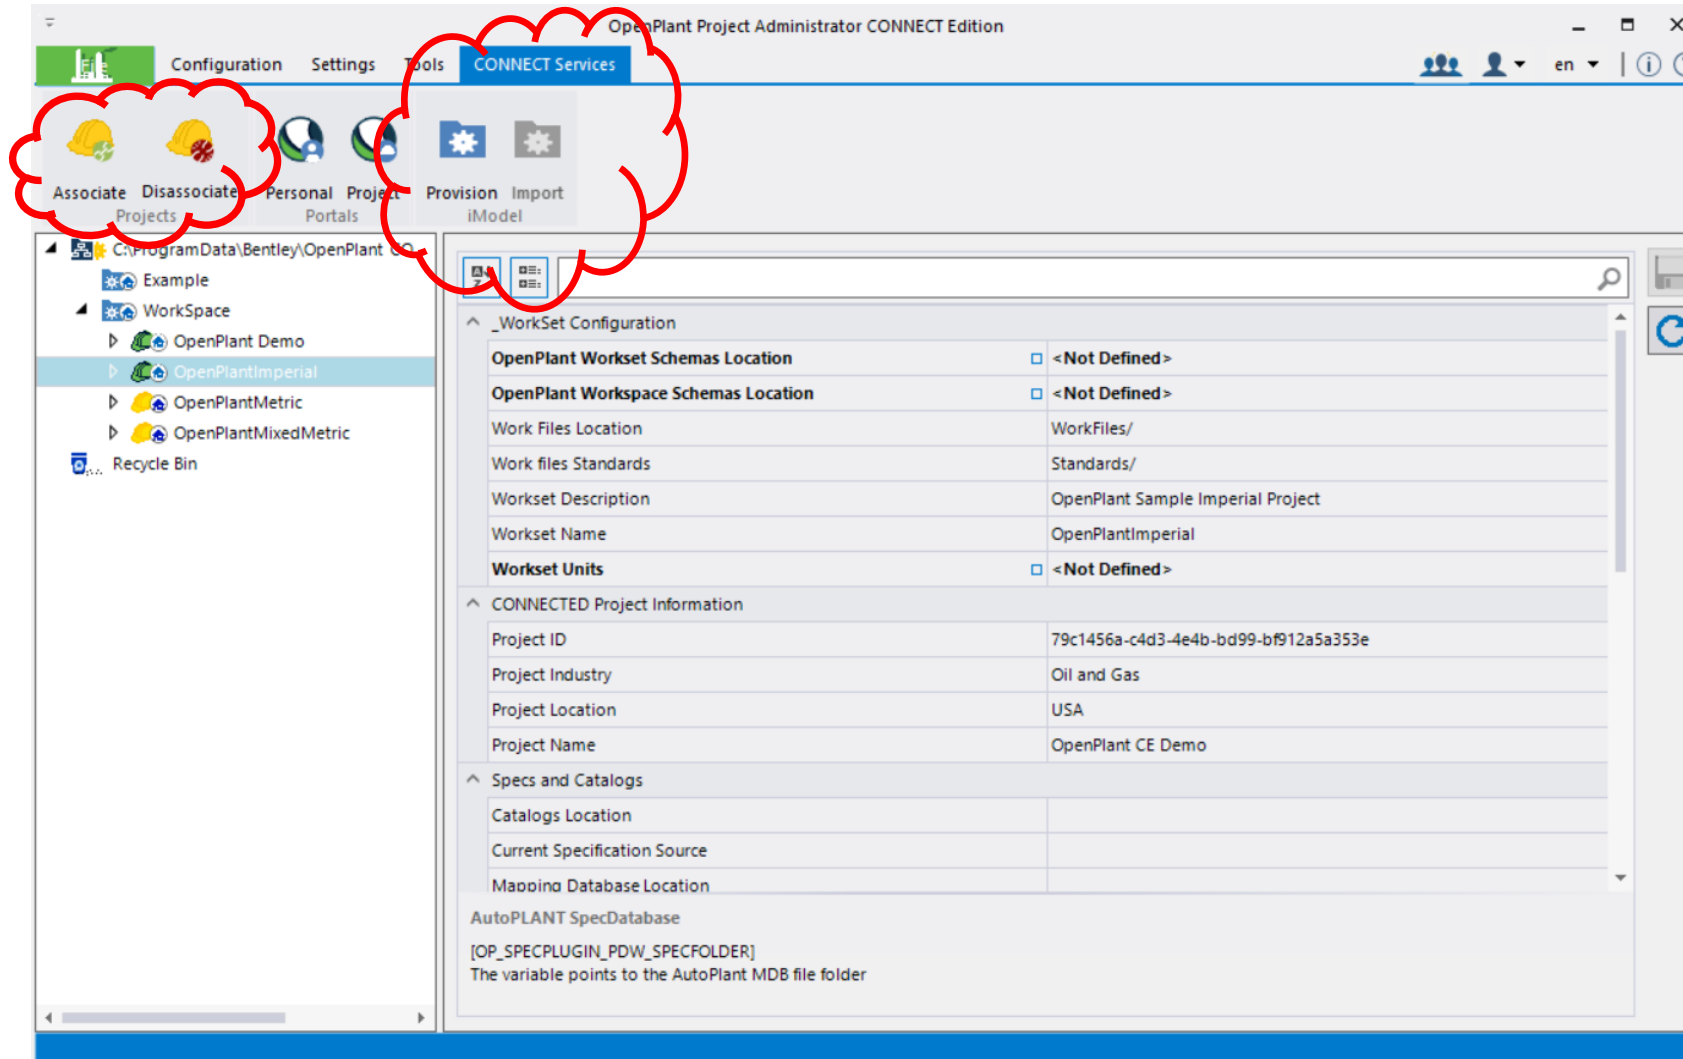 OpenPlant Project Administrator CONNECT Edition
File Configuration Settings Tools CONNECT Services en
Associate Disassociate Personal Project Provision Import
Projects Portals iModel
C:\ProgramData\Bentley\OpenPlant CO
Example
WorkSpace
OpenPlant Demo
OpenPlantImperial
OpenPlantMetric
OpenPlantMixedMetric
Recycle Bin
_WorkSet Configuration
OpenPlant Workset Schemas Location <Not Defined>
OpenPlant Workspace Schemas Location <Not Defined>
Work Files Location WorkFiles/
Work files Standards Standards/
Workset Description OpenPlant Sample Imperial Project
Workset Name OpenPlantImperial
Workset Units <Not Defined>
CONNECTED Project Information
Project ID 79c1456a-c4d3-4e4b-bd99-bf912a5a353e
Project Industry Oil and Gas
Project Location USA
Project Name OpenPlant CE Demo
Specs and Catalogs
Catalogs Location
Current Specification Source
Mapping Database Location
AutoPLANT SpecDatabase
[OP_SPECPLUGIN_PDW_SPECFOLDER]
The variable points to the AutoPlant MDB file folder